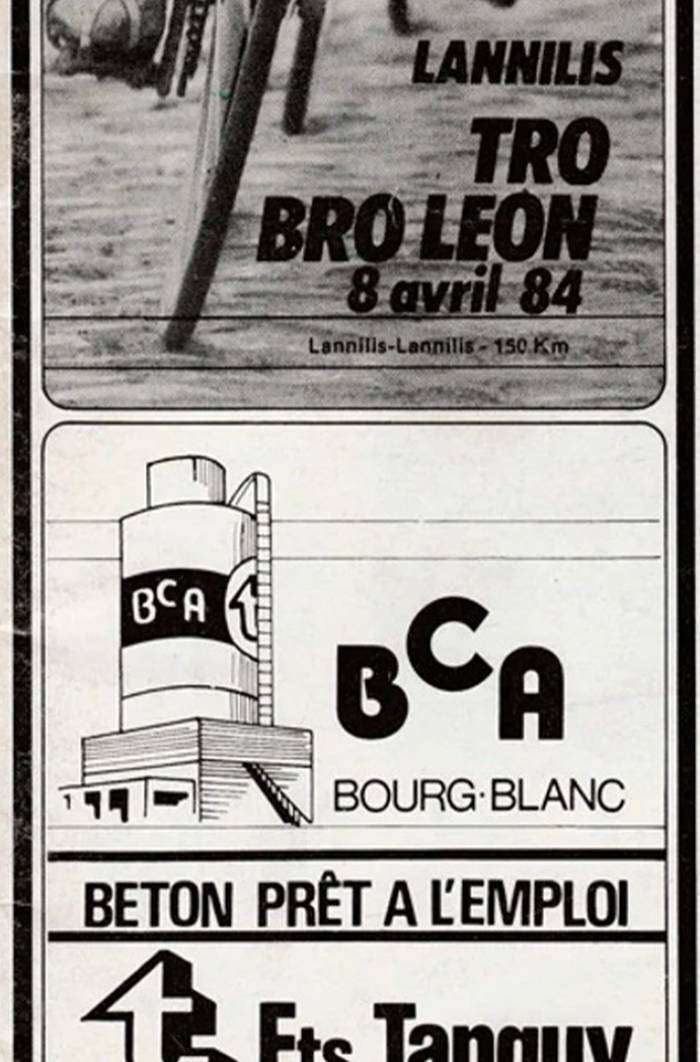 LANNILIS
TRO
BRO LEON
8 avril 84
Lannilis-Lannilis - 150 Km
BCA t
BCA
BOURG·BLANC
BETON PRÊT A L'EMPLOI
t Ets Tanguy